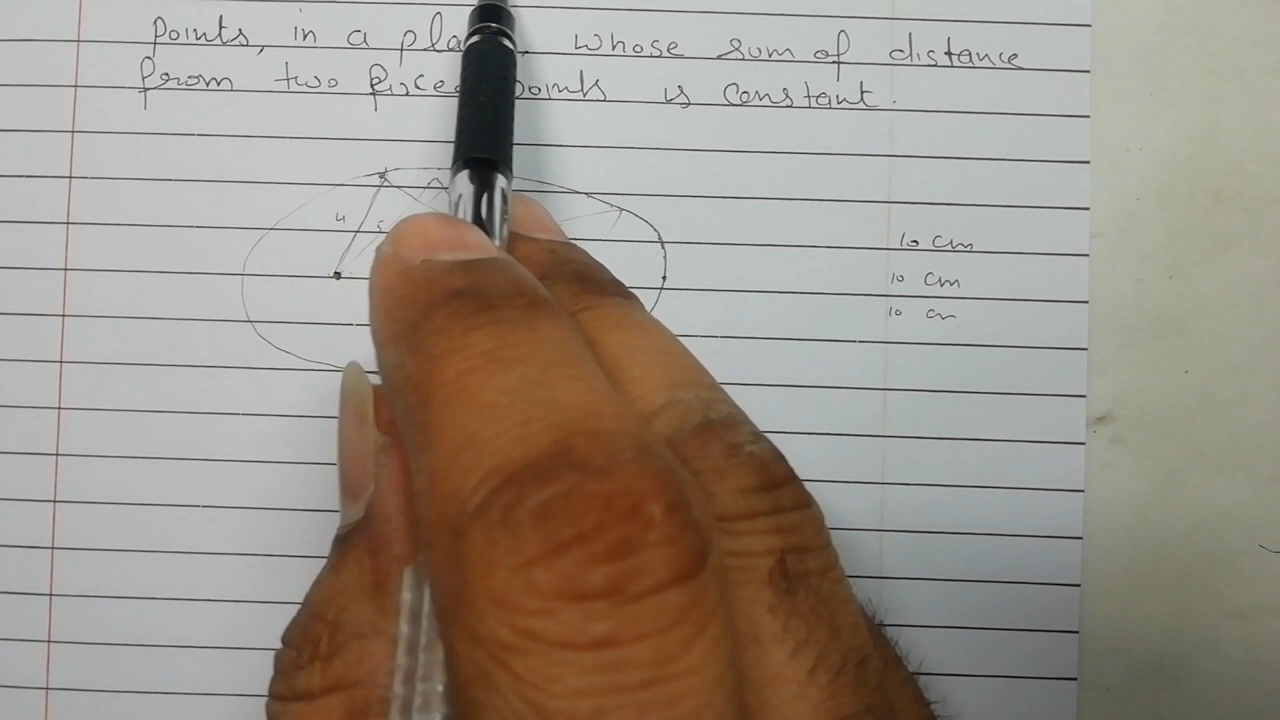 points, in a pla , whose sum of distance
from two fixed points is constant.
4
5
10 cm
10 cm
10 cm